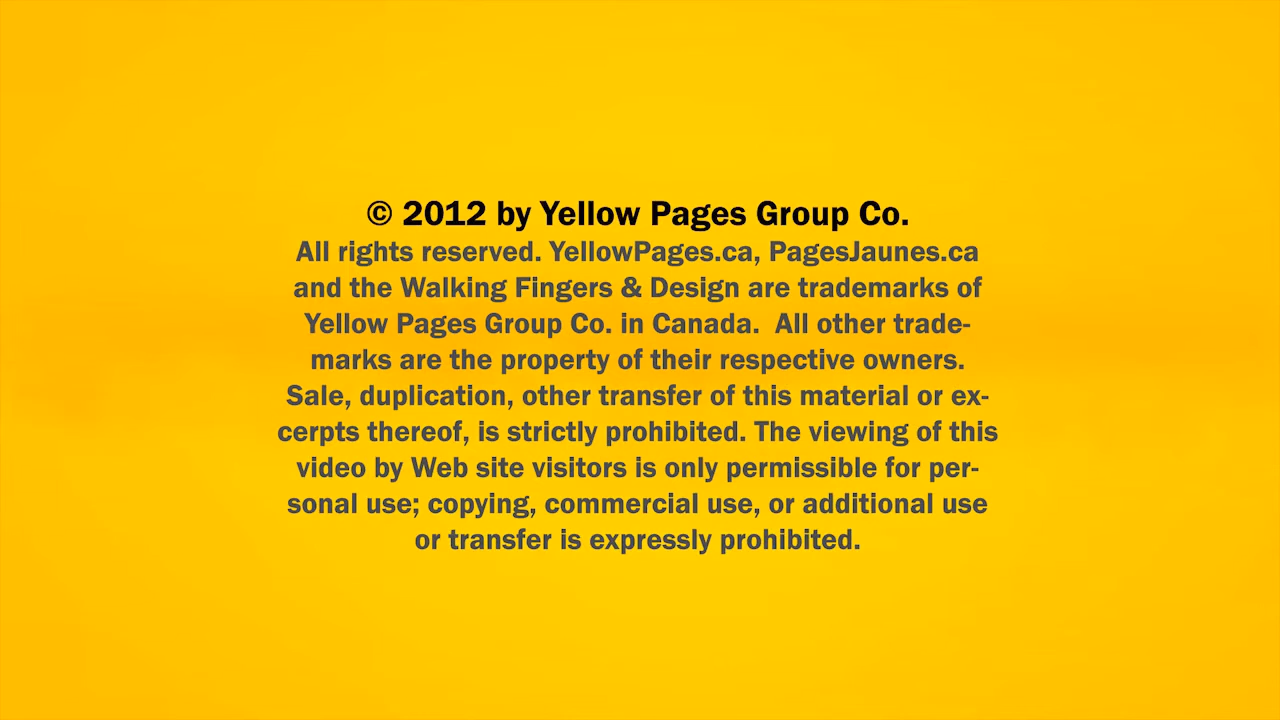 © 2012 by Yellow Pages Group Co.
All rights reserved. YellowPages.ca, PagesJaunes.ca
and the Walking Fingers & Design are trademarks of
Yellow Pages Group Co. in Canada.  All other trade-
marks are the property of their respective owners.
Sale, duplication, other transfer of this material or ex-
cerpts thereof, is strictly prohibited. The viewing of this
video by Web site visitors is only permissible for per-
sonal use; copying, commercial use, or additional use
or transfer is expressly prohibited.